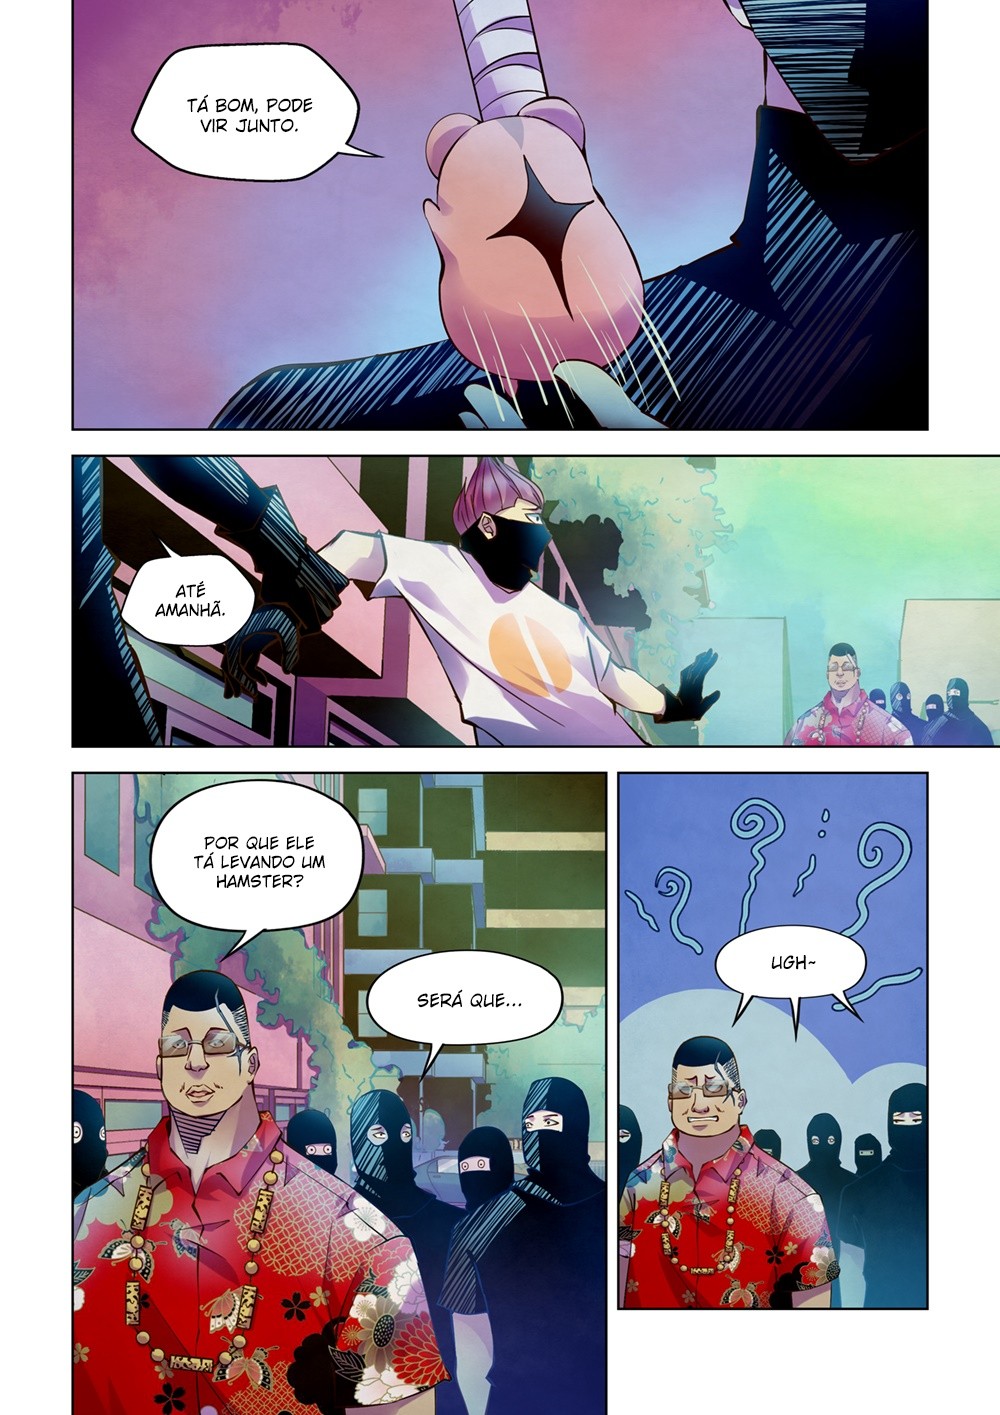 TÁ BOM, PODE
VIR JUNTO.
ATÉ
AMANHÃ.
POR QUE ELE
TÁ LEVANDO UM
HAMSTER?
SERÁ QUE...
UGH~